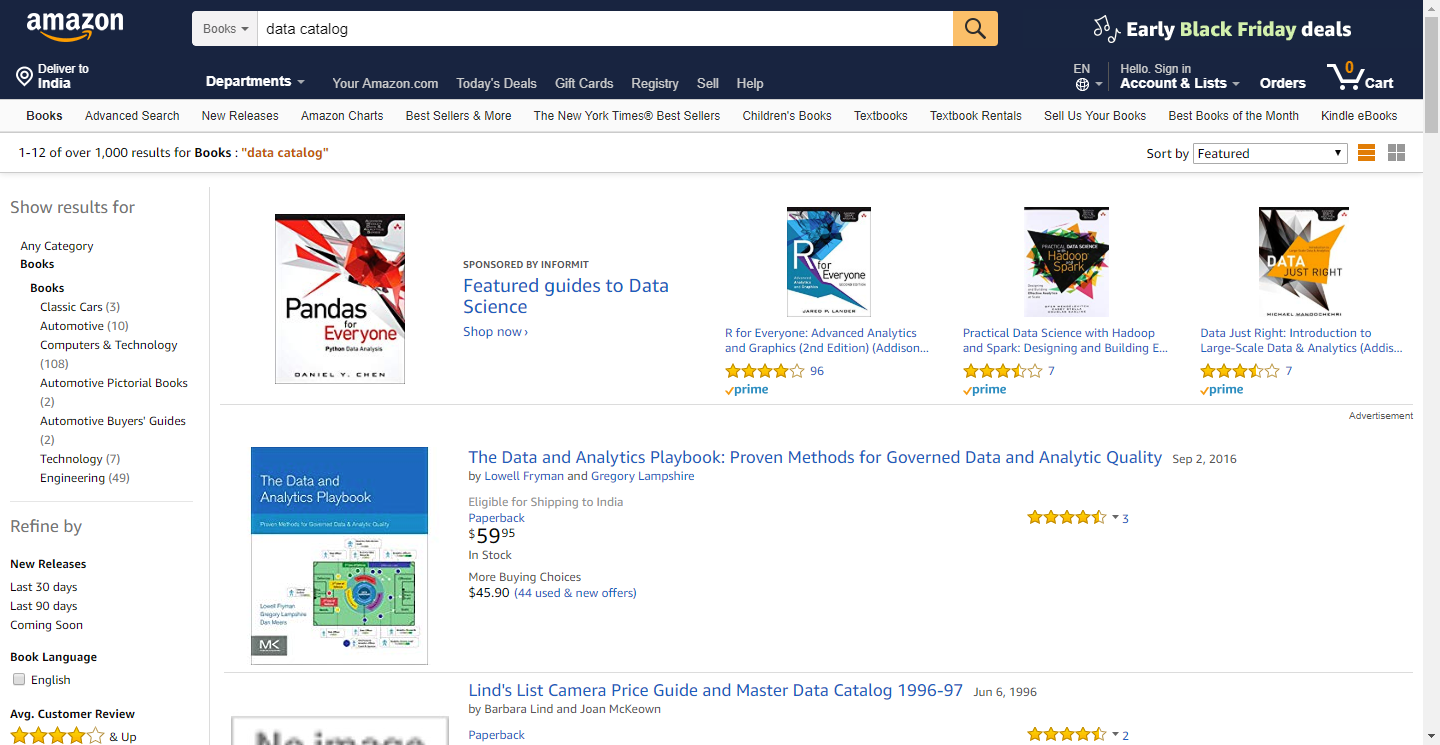 amazon
Books
data catalog
Early Black Friday deals
Deliver to
India
Departments
Your Amazon.com
Today's Deals
Gift Cards
Registry
Sell
Help
EN
Hello. Sign in
Account & Lists
Orders
0
Cart
Books
Advanced Search
New Releases
Amazon Charts
Best Sellers & More
The New York Times® Best Sellers
Children's Books
Textbooks
Textbook Rentals
Sell Us Your Books
Best Books of the Month
Kindle eBooks
1-12 of over 1,000 results for Books : "data catalog"
Sort by
Featured
Show results for
Any Category
Books
Books
Classic Cars (3)
Automotive (10)
Computers & Technology
(108)
Automotive Pictorial Books
(2)
Automotive Buyers' Guides
(2)
Technology (7)
Engineering (49)
Refine by
New Releases
Last 30 days
Last 90 days
Coming Soon
Book Language
English
Avg. Customer Review
& Up
Pandas
for
Everyone
Python Data Analysis
DANIEL Y. CHEN
SPONSORED BY INFORMIT
Featured guides to Data
Science
Shop now ›
R
for
Everyone
JARED P. LANDER
R for Everyone: Advanced Analytics
and Graphics (2nd Edition) (Addison...
96
prime
PRACTICAL DATA SCIENCE
Hadoop
Spark
Practical Data Science with Hadoop
and Spark: Designing and Building E...
7
prime
DATA
JUST RIGHT
MICHAEL MANOOCHEHRI
Data Just Right: Introduction to
Large-Scale Data & Analytics (Addis...
7
prime
Advertisement
The Data and
Analytics Playbook
Proven Methods for Governed Data & Analytic Quality
Lowell Fryman
Gregory Lampshire
Dan Meers
MK
The Data and Analytics Playbook: Proven Methods for Governed Data and Analytic Quality Sep 2, 2016
by Lowell Fryman and Gregory Lampshire
Eligible for Shipping to India
Paperback
$59 95
In Stock
More Buying Choices
$45.90 (44 used & new offers)
3
Lind's List Camera Price Guide and Master Data Catalog 1996-97 Jun 6, 1996
by Barbara Lind and Joan McKeown
Paperback
2
No image